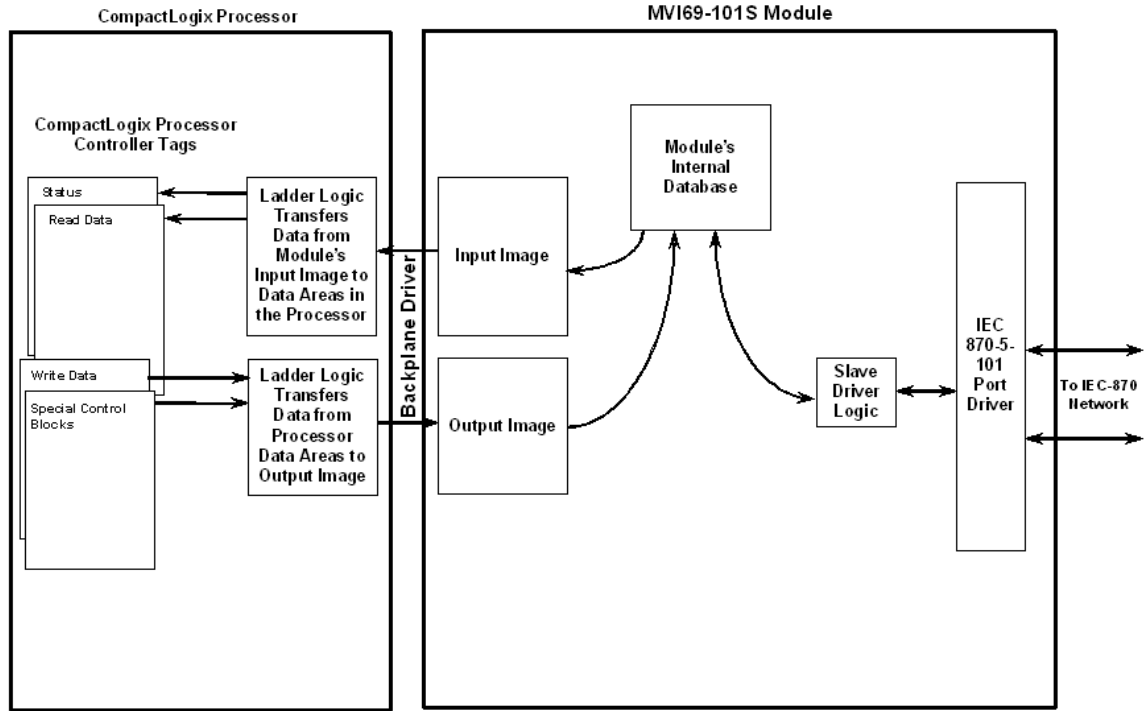 CompactLogix Processor
MVI69-101S Module
CompactLogix Processor
Controller Tags
Status
Read Data
Write Data
Special Control
Blocks
Ladder Logic
Transfers
Data from
Module's
Input Image to
Data Areas in
the Processor
Ladder Logic
Transfers
Data from
Processor
Data Areas to
Output Image
Backplane Driver
Input Image
Output Image
Module's
Internal
Database
Slave
Driver
Logic
IEC
870-5-
101
Port
Driver
To IEC-870
Network